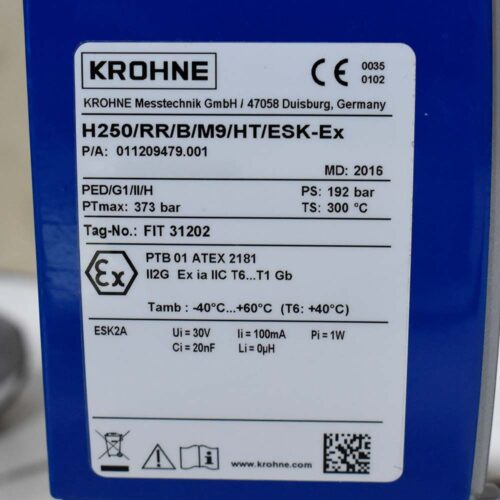 KROHNE
0035
0102
KROHNE Messtechnik GmbH / 47058 Duisburg, Germany
H250/RR/B/M9/HT/ESK-Ex
P/A: 011209479.001
MD: 2016
PED/G1/II/H PS: 192 bar
PTmax: 373 bar TS: 300 °C
Tag-No.: FIT 31202
PTB 01 ATEX 2181
II2G Ex ia IIC T6...T1 Gb
Tamb : -40°C...+60°C (T6: +40°C)
ESK2A Ui = 30V Ii = 100mA Pi = 1W
Ci = 20nF Li = 0µH
www.krohne.com